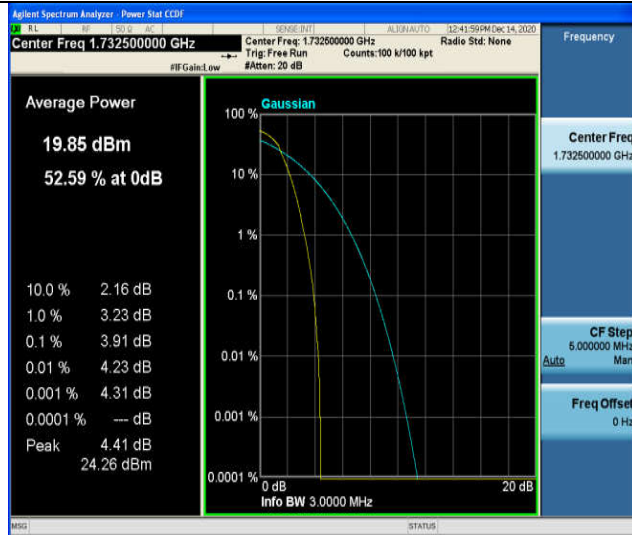 Agilent Spectrum Analyzer - Power Stat CCDF
RL RF 50 Ω AC SENSE:INT ALIGN AUTO 12:41:59PM Dec 14, 2020
Center Freq 1.732500000 GHz
Center Freq: 1.732500000 GHz Radio Std: None
Trig: Free Run Counts:100 k/100 kpt
#IFGain:Low #Atten: 20 dB
Frequency
Average Power
19.85 dBm
52.59 % at 0dB
10.0 % 2.16 dB
1.0 % 3.23 dB
0.1 % 3.91 dB
0.01 % 4.23 dB
0.001 % 4.31 dB
0.0001 % --- dB
Peak 4.41 dB
24.26 dBm
Gaussian
100 %
10 %
1 %
0.1 %
0.01 %
0.001 %
0.0001 %
0 dB 20 dB
Info BW 3.0000 MHz
Center Freq
1.732500000 GHz
CF Step
5.000000 MHz
Auto Man
Freq Offset
0 Hz
MSG STATUS